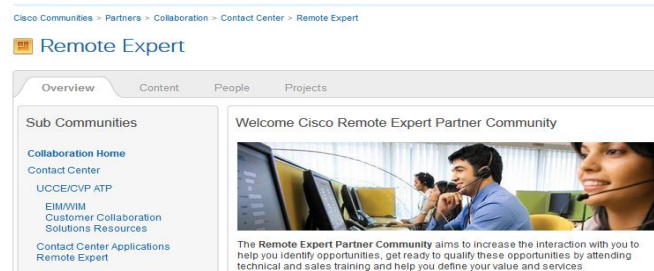 Cisco Communities > Partners > Collaboration > Contact Center > Remote Expert
Remote Expert
Overview Content People Projects
Sub Communities
Collaboration Home
Contact Center
UCCE/CVP ATP
EIM/WIM
Customer Collaboration
Solutions Resources
Contact Center Applications
Remote Expert
Welcome Cisco Remote Expert Partner Community
The Remote Expert Partner Community aims to increase the interaction with you to
help you identify opportunities, get ready to qualify these opportunities by attending
technical and sales training and help you define your value and services